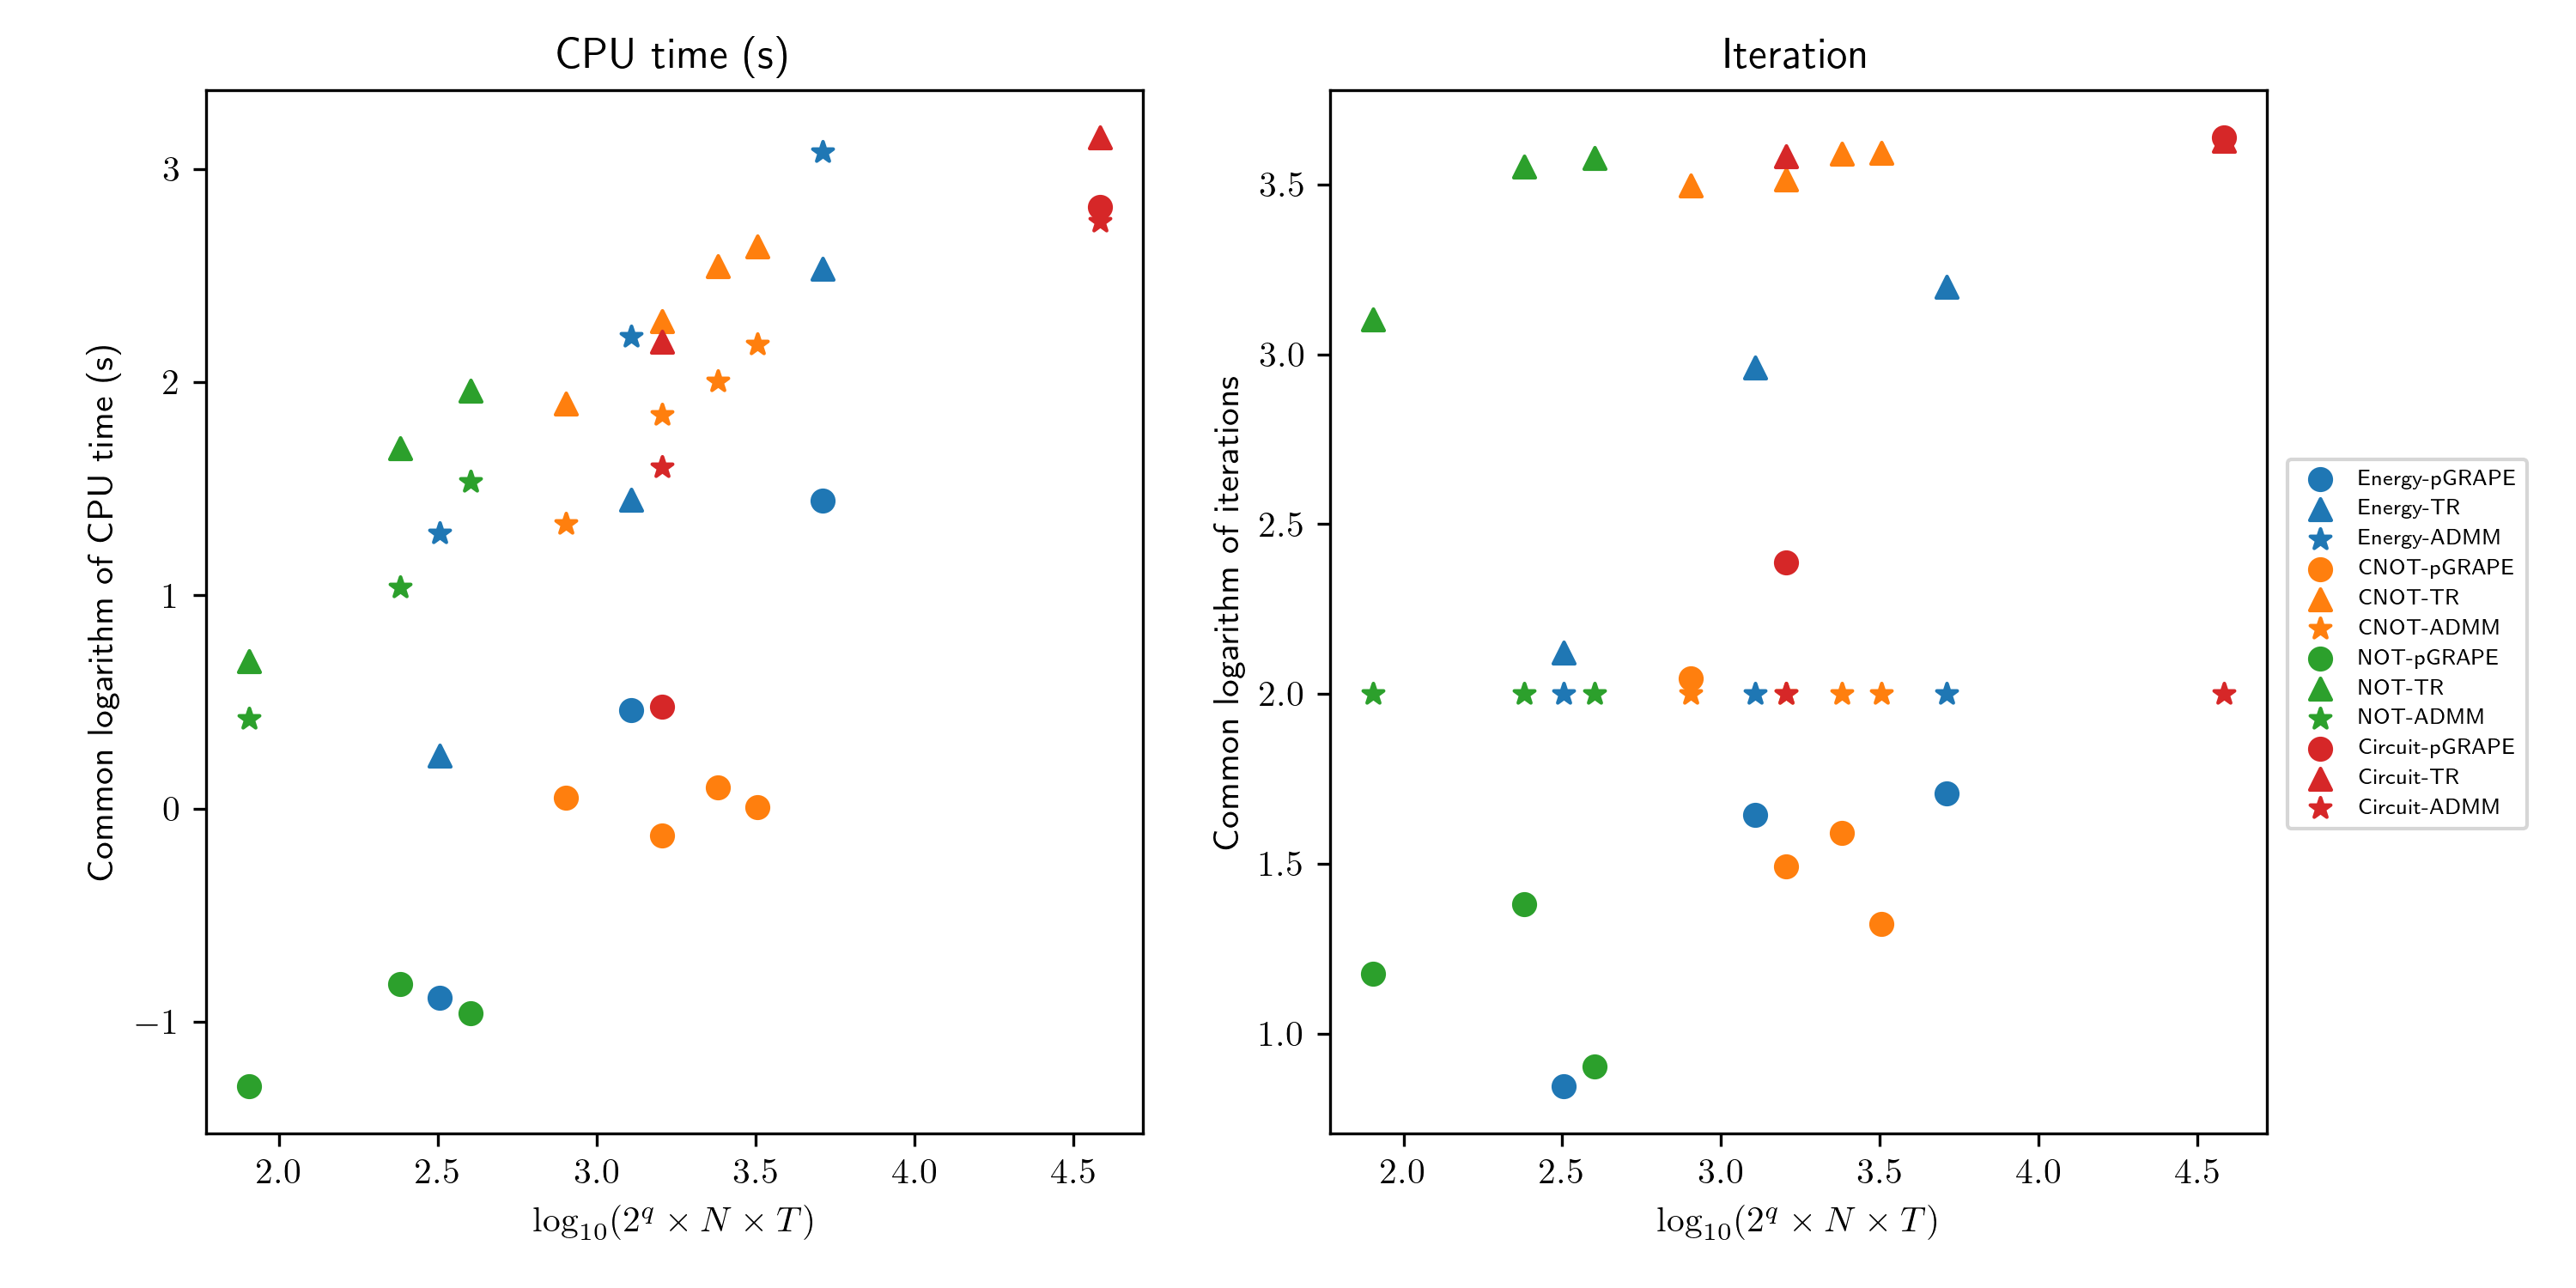 CPU time (s)
Common logarithm of CPU time (s)
3
2
1
0
−1
2.0 2.5 3.0 3.5 4.0 4.5
log₁₀(2^q × N × T)
Iteration
Common logarithm of iterations
3.5
3.0
2.5
2.0
1.5
1.0
2.0 2.5 3.0 3.5 4.0 4.5
log₁₀(2^q × N × T)
Energy-pGRAPE
Energy-TR
Energy-ADMM
CNOT-pGRAPE
CNOT-TR
CNOT-ADMM
NOT-pGRAPE
NOT-TR
NOT-ADMM
Circuit-pGRAPE
Circuit-TR
Circuit-ADMM